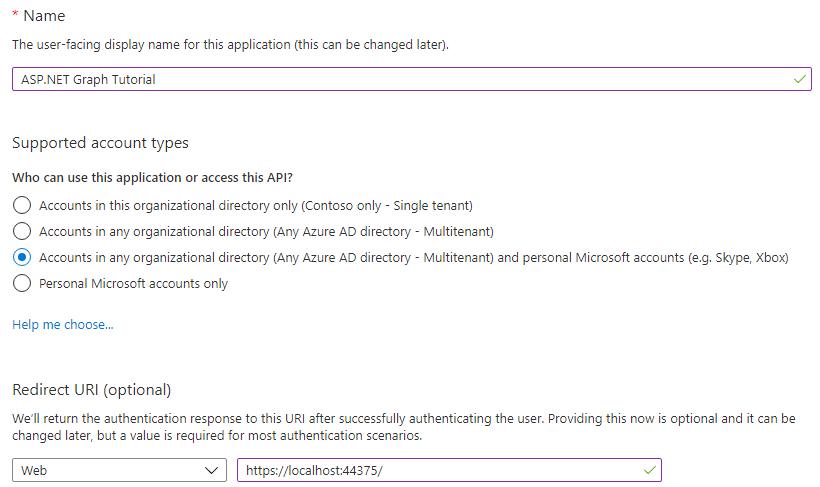 * Name
The user-facing display name for this application (this can be changed later).
ASP.NET Graph Tutorial
Supported account types
Who can use this application or access this API?
Accounts in this organizational directory only (Contoso only - Single tenant)
Accounts in any organizational directory (Any Azure AD directory - Multitenant)
Accounts in any organizational directory (Any Azure AD directory - Multitenant) and personal Microsoft accounts (e.g. Skype, Xbox)
Personal Microsoft accounts only
Help me choose...
Redirect URI (optional)
We'll return the authentication response to this URI after successfully authenticating the user. Providing this now is optional and it can be
changed later, but a value is required for most authentication scenarios.
Web https://localhost:44375/